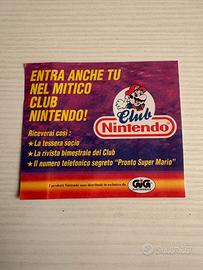 ENTRA ANCHE TU
NEL MITICO
CLUB
NINTENDO!
Club
Nintendo
Riceverai così:
★La tessera socio
★La rivista bimestrale del Club
★Il numero telefonico segreto "Pronto Super Mario"
I prodotti Nintendo sono distribuiti in esclusiva da
GiG
subito